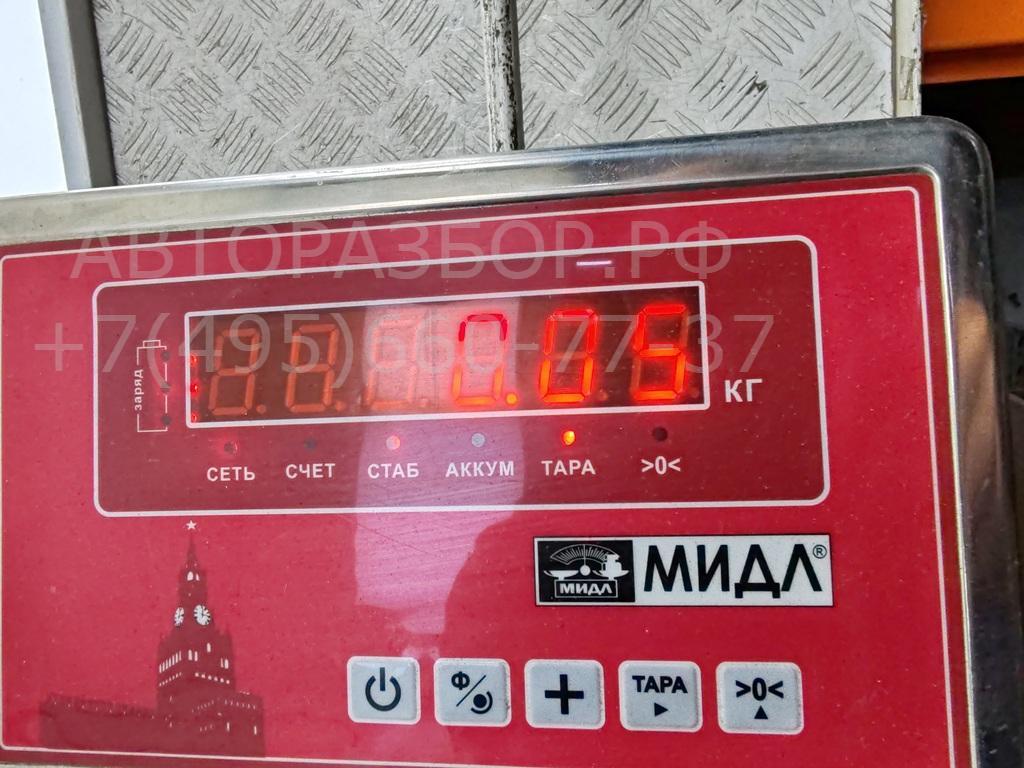 АВТОРАЗБОР.РФ
+7(495)660-77-37
заряд
0.05
КГ
СЕТЬ СЧЕТ СТАБ АККУМ ТАРА >0<
МИДЛ МИДЛ®
Ф + ТАРА >0<